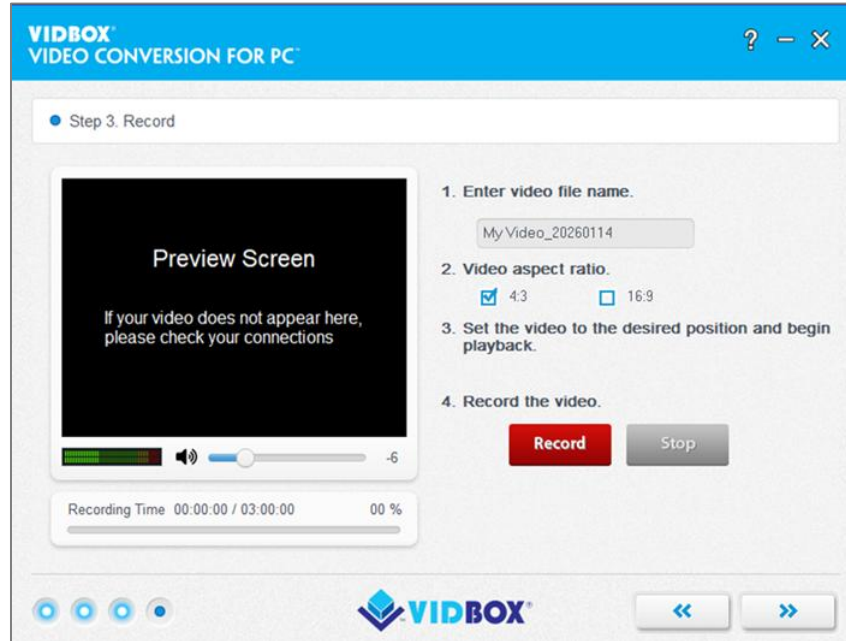 VIDBOX®
VIDEO CONVERSION FOR PC™
? – X
Step 3. Record
Preview Screen
If your video does not appear here,
please check your connections
-6
Recording Time 00:00:00 / 03:00:00 00 %
1. Enter video file name.
My Video_20260114
2. Video aspect ratio.
4:3 16:9
3. Set the video to the desired position and begin
playback.
4. Record the video.
Record Stop
VIDBOX®
« »